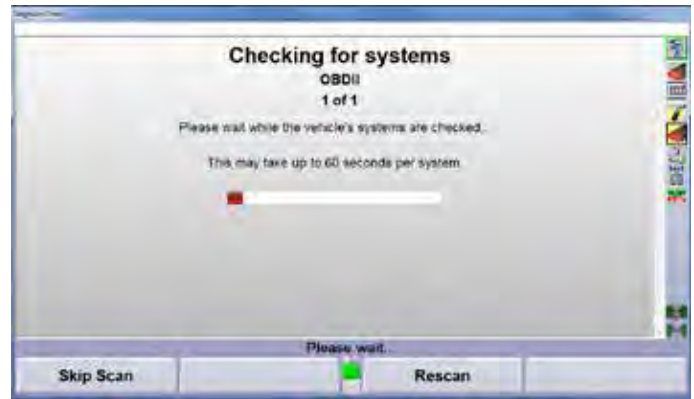 Checking for systems
OBDII
1 of 1
Please wait while the vehicle's systems are checked.
This may take up to 60 seconds per system.
Please wait.
Skip Scan
Rescan